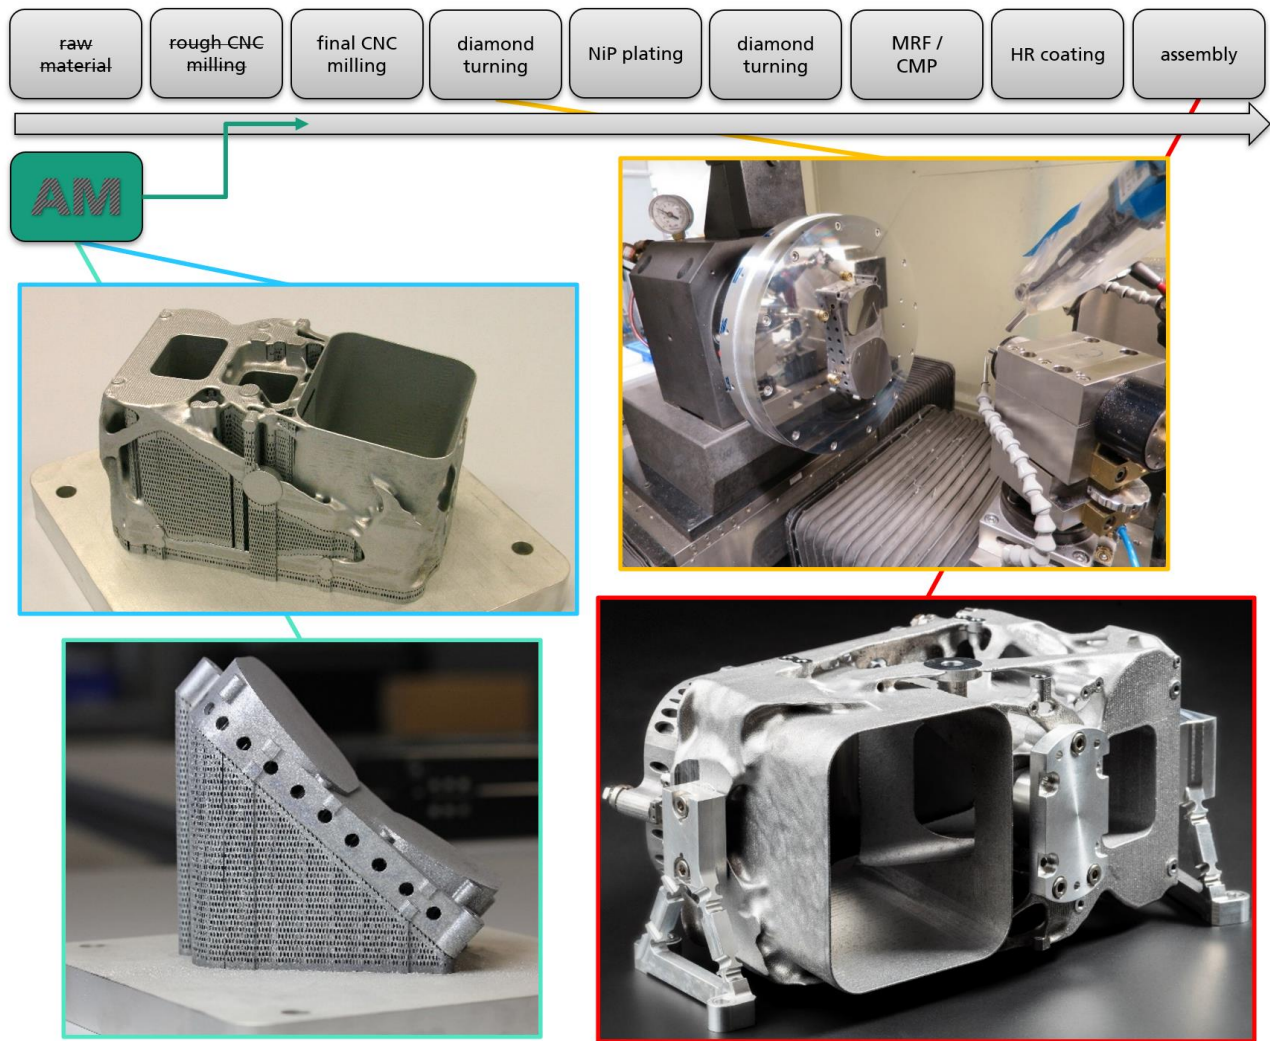 raw
material
rough CNC
milling
final CNC
milling
diamond
turning
NiP plating
diamond
turning
MRF /
CMP
HR coating
assembly
AM